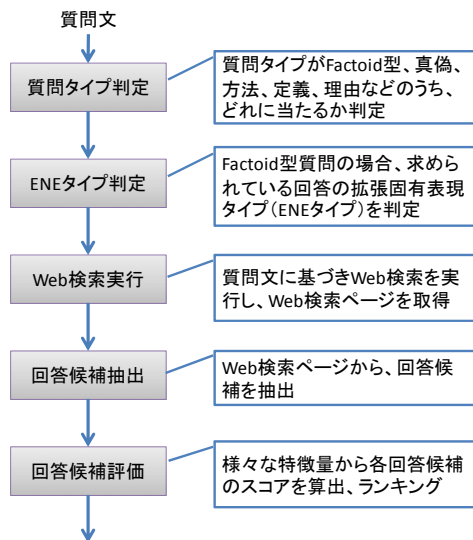 質問文
質問タイプ判定
質問タイプがFactoid型、真偽、
方法、定義、理由などのうち、
どれに当たるか判定
ENEタイプ判定
Factoid型質問の場合、求めら
れている回答の拡張固有表現
タイプ(ENEタイプ)を判定
Web検索実行
質問文に基づきWeb検索を実
行し、Web検索ページを取得
回答候補抽出
Web検索ページから、回答候
補を抽出
回答候補評価
様々な特徴量から各回答候補
のスコアを算出、ランキング